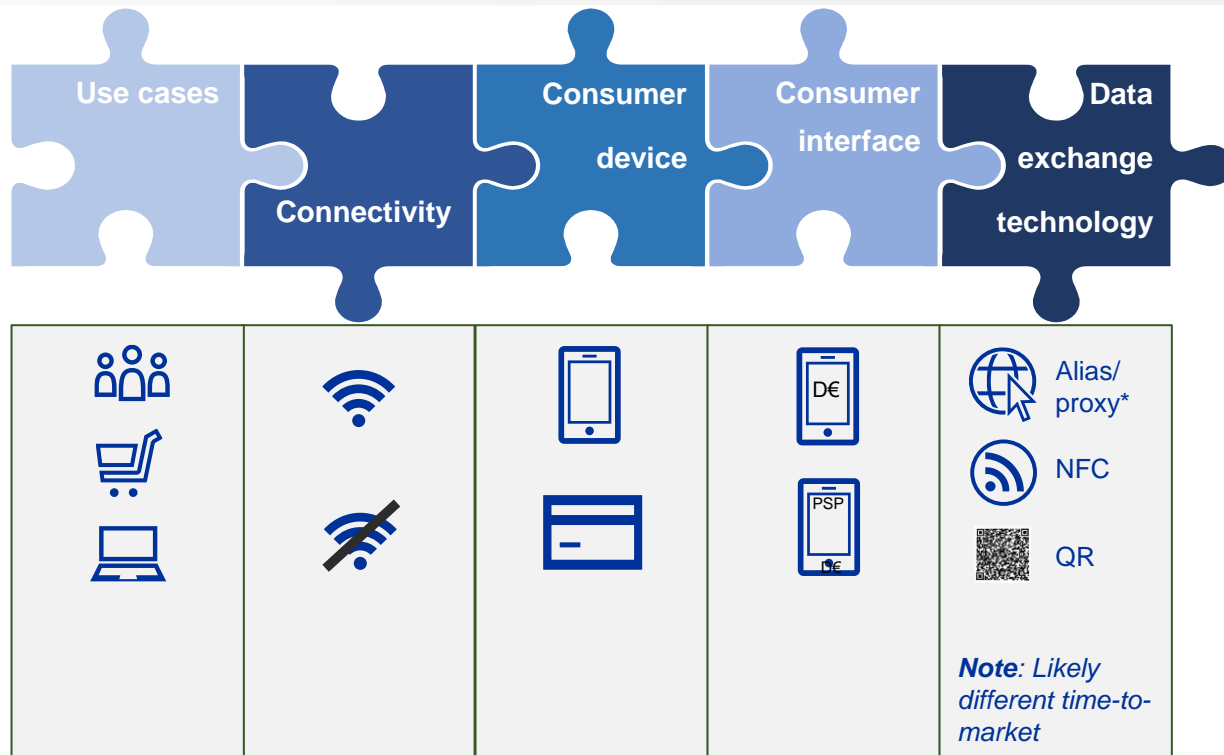 Use cases
Connectivity
Consumer
device
Consumer
interface
Data
exchange
technology
D€
PSP
D€
Alias/
proxy*
NFC
QR
Note: Likely
different time-to-
market